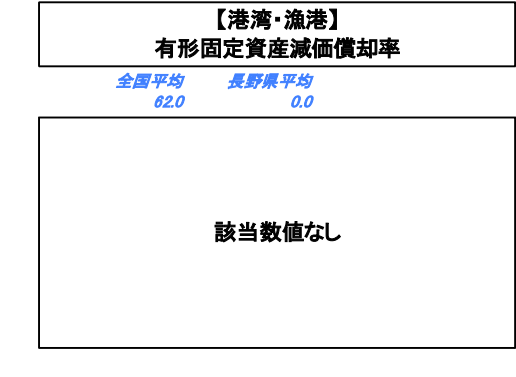 【港湾・漁港】
有形固定資産減価償却率
全国平均 長野県平均
62.0 0.0
該当数値なし